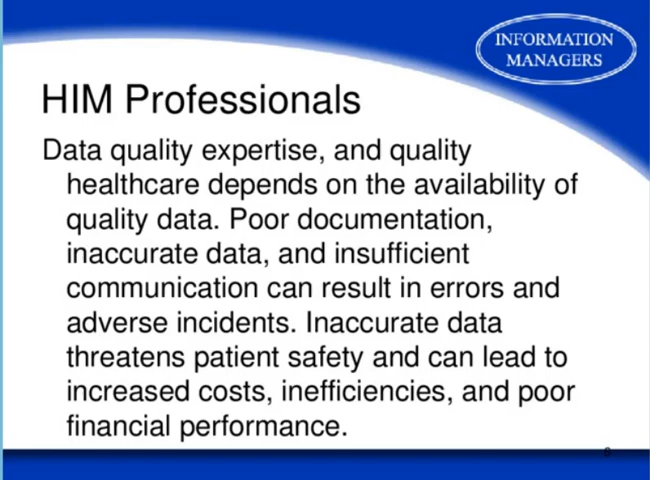 INFORMATION
MANAGERS
HIM Professionals
Data quality expertise, and quality
healthcare depends on the availability of
quality data. Poor documentation,
inaccurate data, and insufficient
communication can result in errors and
adverse incidents. Inaccurate data
threatens patient safety and can lead to
increased costs, inefficiencies, and poor
financial performance.